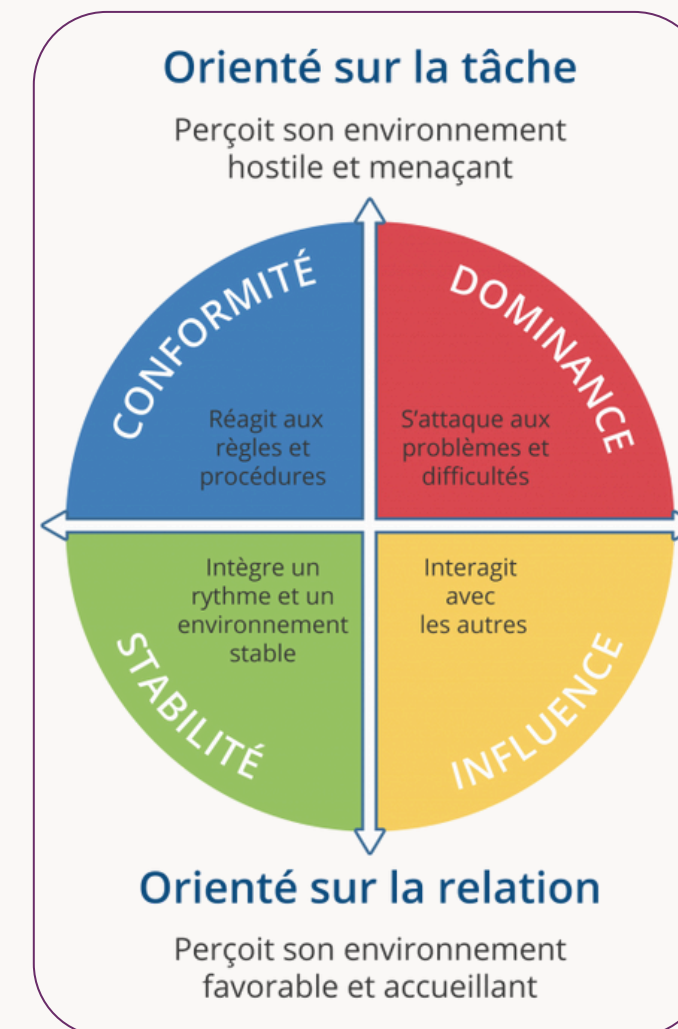 Orienté sur la tâche
Perçoit son environnement
hostile et menaçant
CONFORMITÉ
DOMINANCE
Réagit aux
règles et
procédures
S'attaque aux
problèmes et
difficultés
Intègre un
rythme et un
environnement
stable
Interagit
avec
les autres
STABILITÉ
INFLUENCE
Orienté sur la relation
Perçoit son environnement
favorable et accueillant